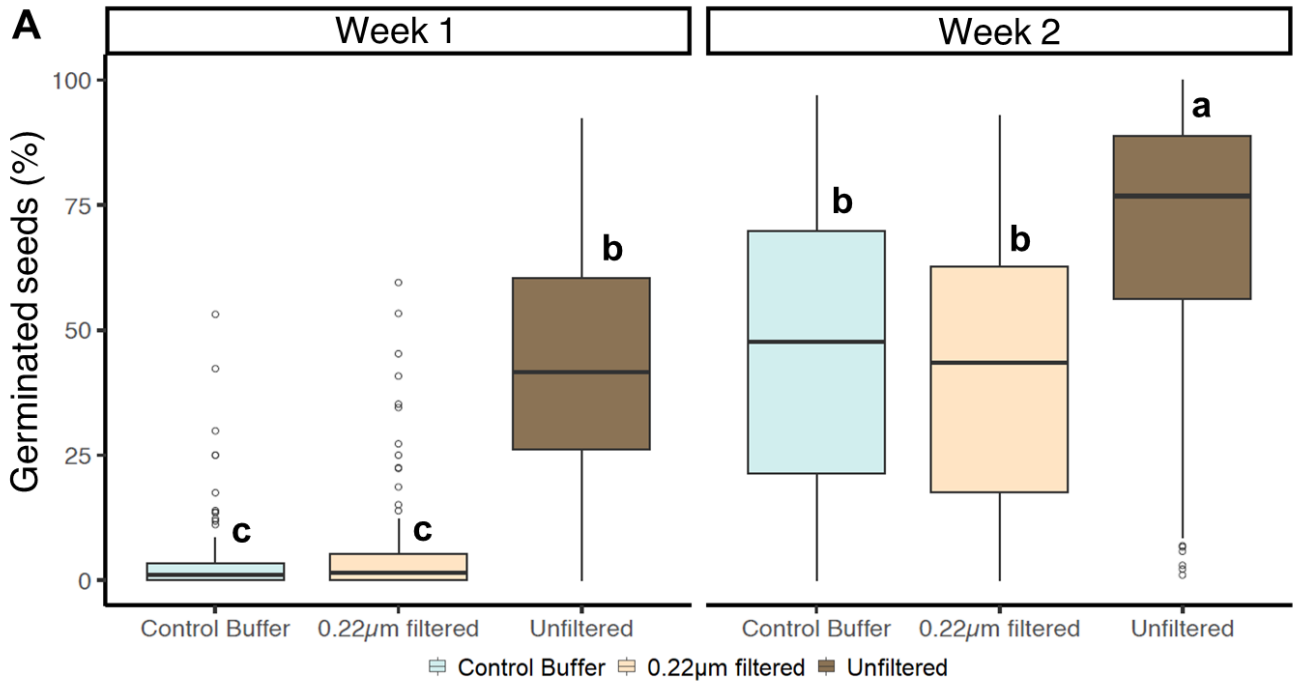 A
Week 1
Week 2
Germinated seeds (%)
100
75
50
25
0
c
c
b
b
b
a
Control Buffer
0.22µm filtered
Unfiltered
Control Buffer
0.22µm filtered
Unfiltered
Control Buffer 0.22µm filtered Unfiltered